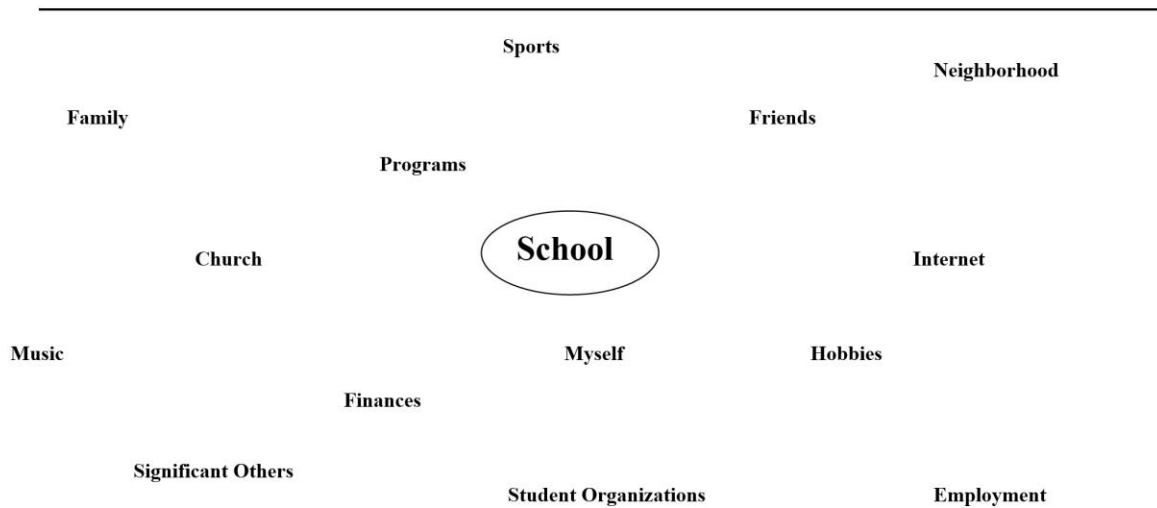 Sports
Neighborhood
Family
Friends
Programs
School
Church
Internet
Music
Myself
Hobbies
Finances
Significant Others
Student Organizations
Employment